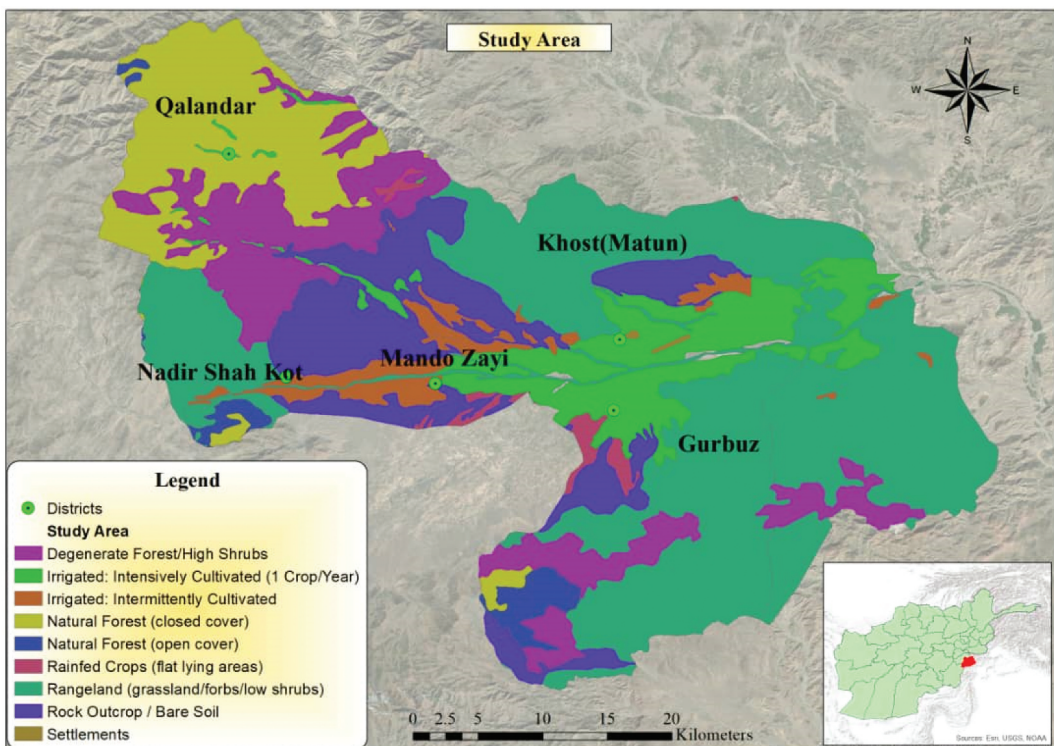 Study Area
N
W
E
S
Qalandar
Khost(Matun)
Mando Zayi
Nadir Shah Kot
Gurbuz
Legend
Districts
Study Area
Degenerate Forest/High Shrubs
Irrigated: Intensively Cultivated (1 Crop/Year)
Irrigated: Intermittently Cultivated
Natural Forest (closed cover)
Natural Forest (open cover)
Rainfed Crops (flat lying areas)
Rangeland (grassland/forbs/low shrubs)
Rock Outcrop / Bare Soil
Settlements
0 2.5 5 10 15 20
Kilometers
Sources: Esri, USGS, NOAA